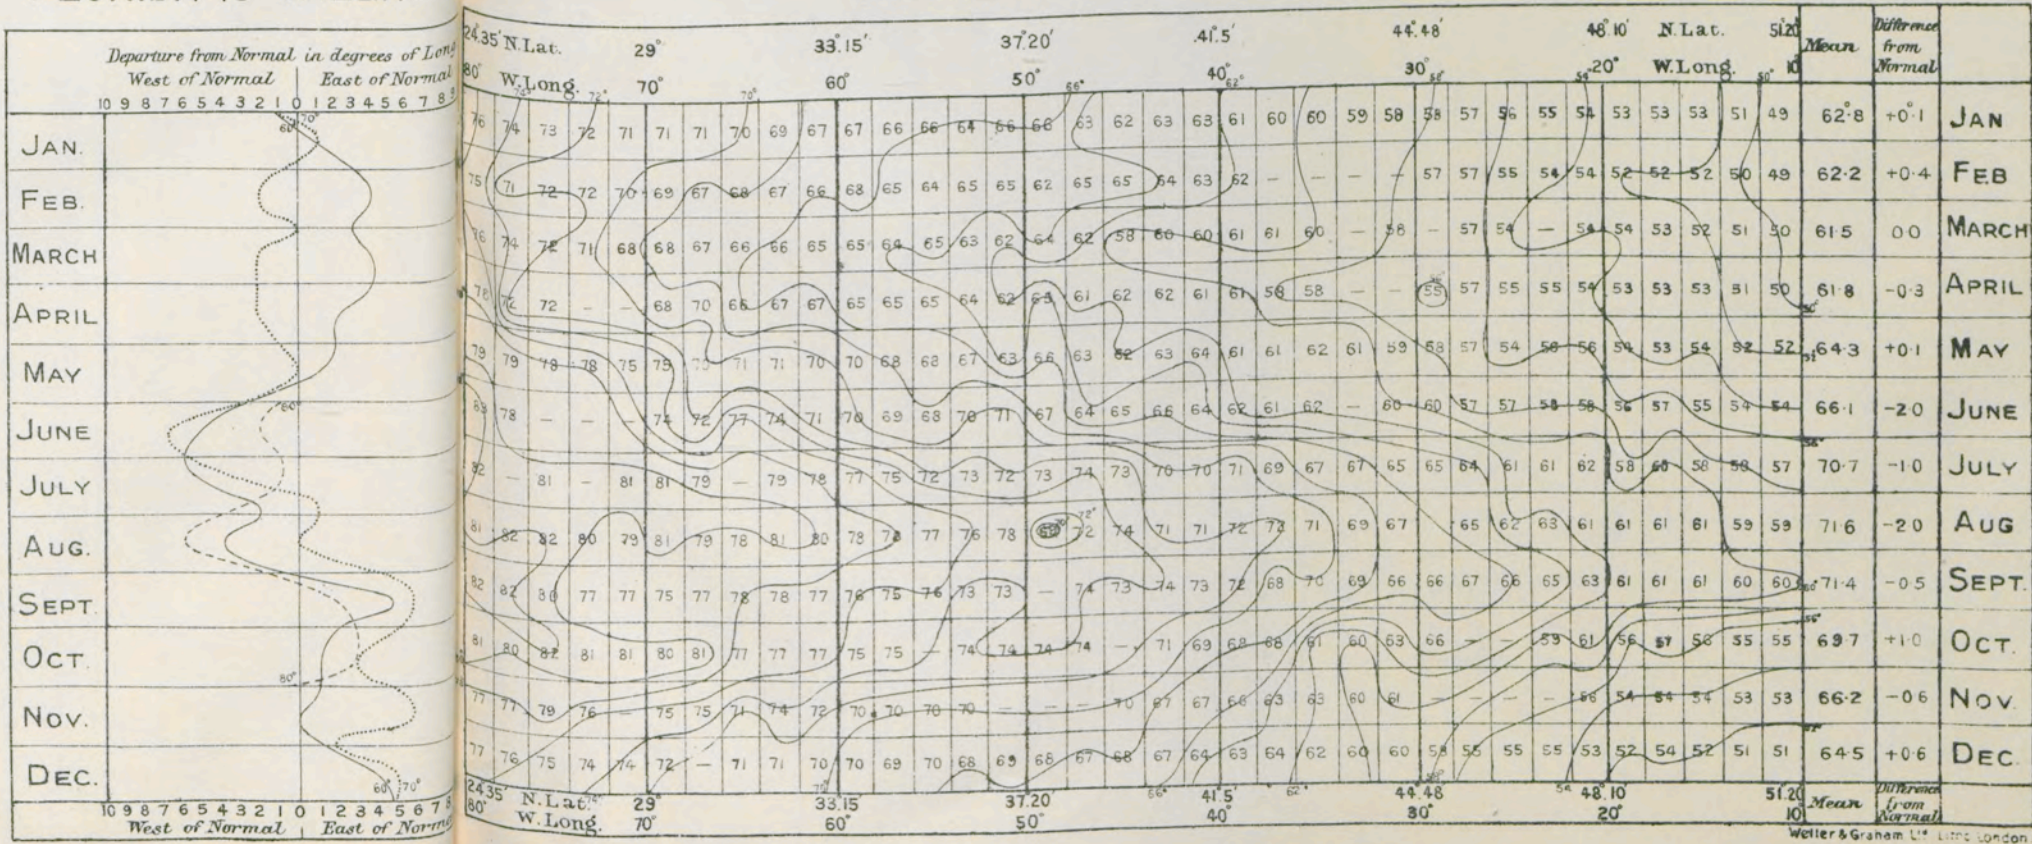 Departure from Normal in degrees of Long
West of Normal | East of Normal
10 9 8 7 6 5 4 3 2 1 0 1 2 3 4 5 6 7 8 9
24.35' N.Lat. 29° 33°.15' 37°.20' 41°.5' 44°.48' 48°.10' N.Lat. 51.20 Mean Difference from Normal
80° W.Long. 70° 60° 50° 40° 30° 20° W.Long. 10°
74° 72° 70° 66° 62° 58° 54° 50°
60° 70°
JAN. 76 74 73 72 71 71 71 70 69 67 67 66 66 64 66 66 63 62 63 63 61 60 60 59 58 58 57 56 55 54 53 53 53 51 49 62°.8 +0°.1 JAN
FEB. 75 71 72 72 70 69 67 68 67 66 68 65 64 65 65 62 65 65 64 63 62 – – – – 57 57 55 54 54 52 52 52 50 49 62.2 +0.4 FEB
MARCH 76 74 72 71 68 68 67 66 66 65 65 64 65 63 62 64 62 58 60 60 61 61 60 – 58 – 57 54 – 54 54 53 52 51 50 61.5 0.0 MARCH
APRIL 78 72 72 – – 68 70 66 67 67 65 65 65 64 62 63 61 62 62 61 61 58 58 – – 55 57 55 55 54 53 53 53 51 50 61.8 -0.3 APRIL
MAY 79 79 78 78 75 75 71 71 70 70 68 68 67 63 66 63 62 63 64 61 61 62 61 59 58 57 54 56 56 54 53 54 52 52 64.3 +0.1 MAY
60°
JUNE 83 78 – – – 74 72 77 74 71 70 69 68 70 71 67 64 65 66 64 62 61 62 – 60 60 57 57 58 58 56 57 55 54 54 66.1 -2.0 JUNE
JULY 82 – 81 – 81 81 79 – 79 78 77 75 72 73 72 73 74 73 70 70 71 69 67 67 65 65 64 61 61 62 58 60 58 58 57 70.7 -1.0 JULY
AUG. 81 82 82 80 79 81 79 78 81 80 78 78 77 76 78 72 74 71 71 72 72 71 69 67 65 62 63 61 61 61 61 59 59 71.6 -2.0 AUG
SEPT. 82 82 80 77 77 75 77 78 78 77 76 75 76 73 73 – 74 73 74 73 72 68 70 69 66 66 67 66 65 63 61 61 61 60 60 71.4 -0.5 SEPT.
OCT. 81 80 82 81 81 80 81 77 77 77 75 75 – 74 74 74 74 – 71 69 68 68 61 60 63 66 – – 59 61 56 57 56 55 55 69.7 +1.0 OCT.
80°
NOV. 77 77 79 76 – 75 75 71 74 72 70 70 70 70 – – – 70 67 67 66 63 63 60 61 – – – – 56 54 54 54 53 53 66.2 -0.6 NOV.
DEC. 77 76 75 74 74 72 – 71 71 70 70 69 70 68 69 68 67 68 67 64 63 64 62 60 60 58 55 55 55 53 52 54 52 51 51 64.5 +0.6 DEC.
60° 70°
10 9 8 7 6 5 4 3 2 1 0 1 2 3 4 5 6 7 8
West of Normal | East of Norm
24.35 N.Lat. 29° 33°.15 37°.20' 41°.5' 44°.48' 48°.10' 51°.20 Mean Difference from Normal
80° W.Long. 70° 60° 50° 40° 30° 20° 10°
Weller & Graham Ltd Litho London